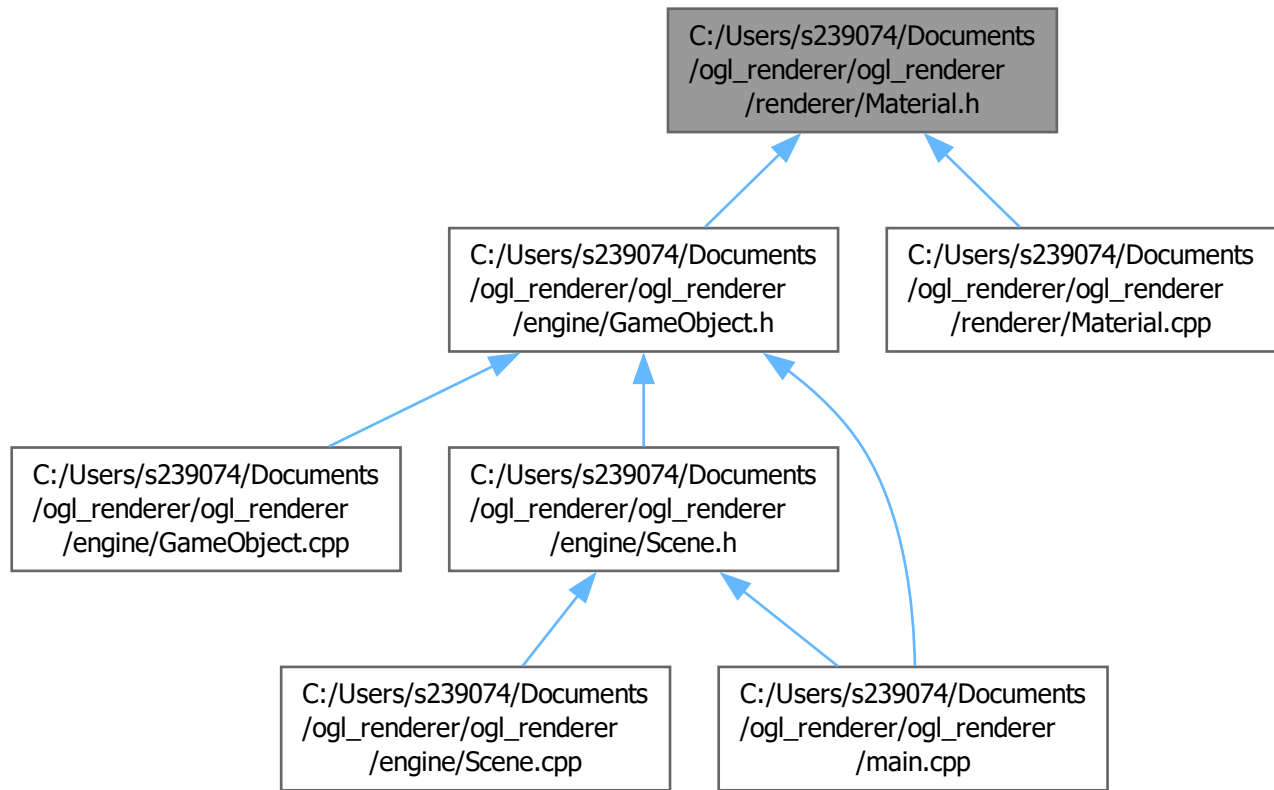 C:/Users/s239074/Documents
/ogl_renderer/ogl_renderer
/renderer/Material.h
C:/Users/s239074/Documents
/ogl_renderer/ogl_renderer
/engine/GameObject.h
C:/Users/s239074/Documents
/ogl_renderer/ogl_renderer
/renderer/Material.cpp
C:/Users/s239074/Documents
/ogl_renderer/ogl_renderer
/engine/GameObject.cpp
C:/Users/s239074/Documents
/ogl_renderer/ogl_renderer
/engine/Scene.h
C:/Users/s239074/Documents
/ogl_renderer/ogl_renderer
/engine/Scene.cpp
C:/Users/s239074/Documents
/ogl_renderer/ogl_renderer
/main.cpp